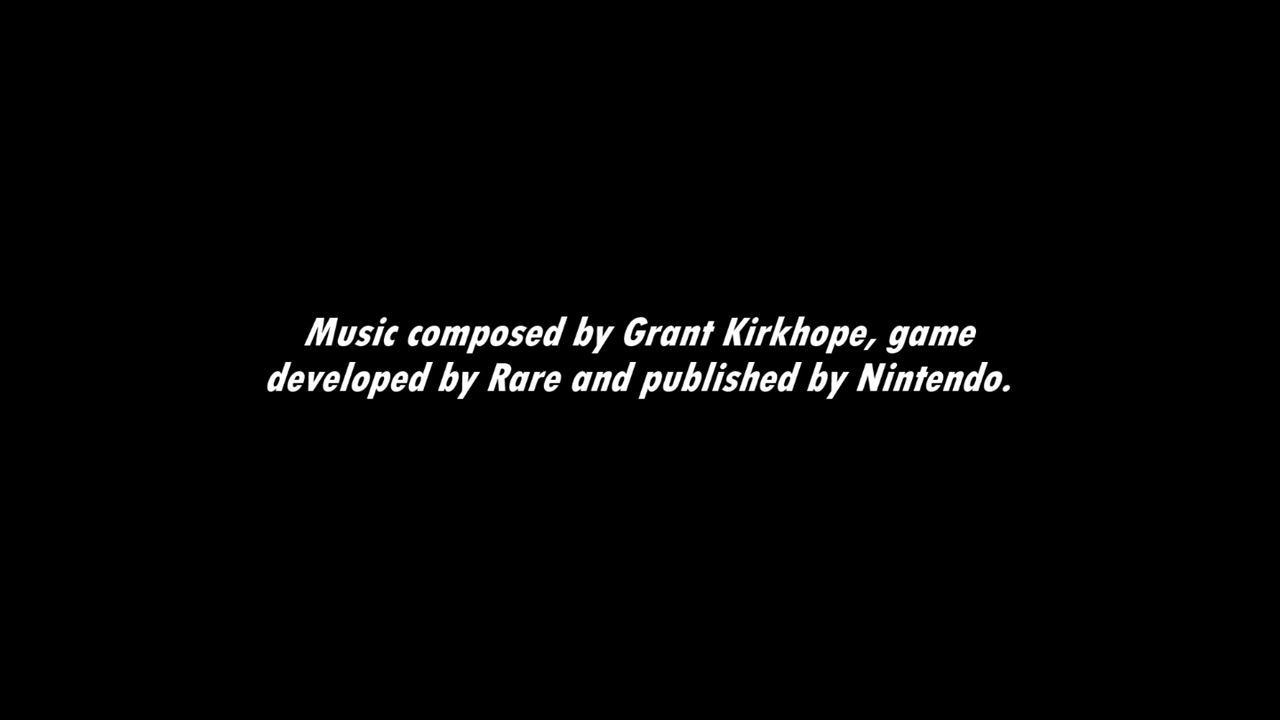 Music composed by Grant Kirkhope, game
developed by Rare and published by Nintendo.